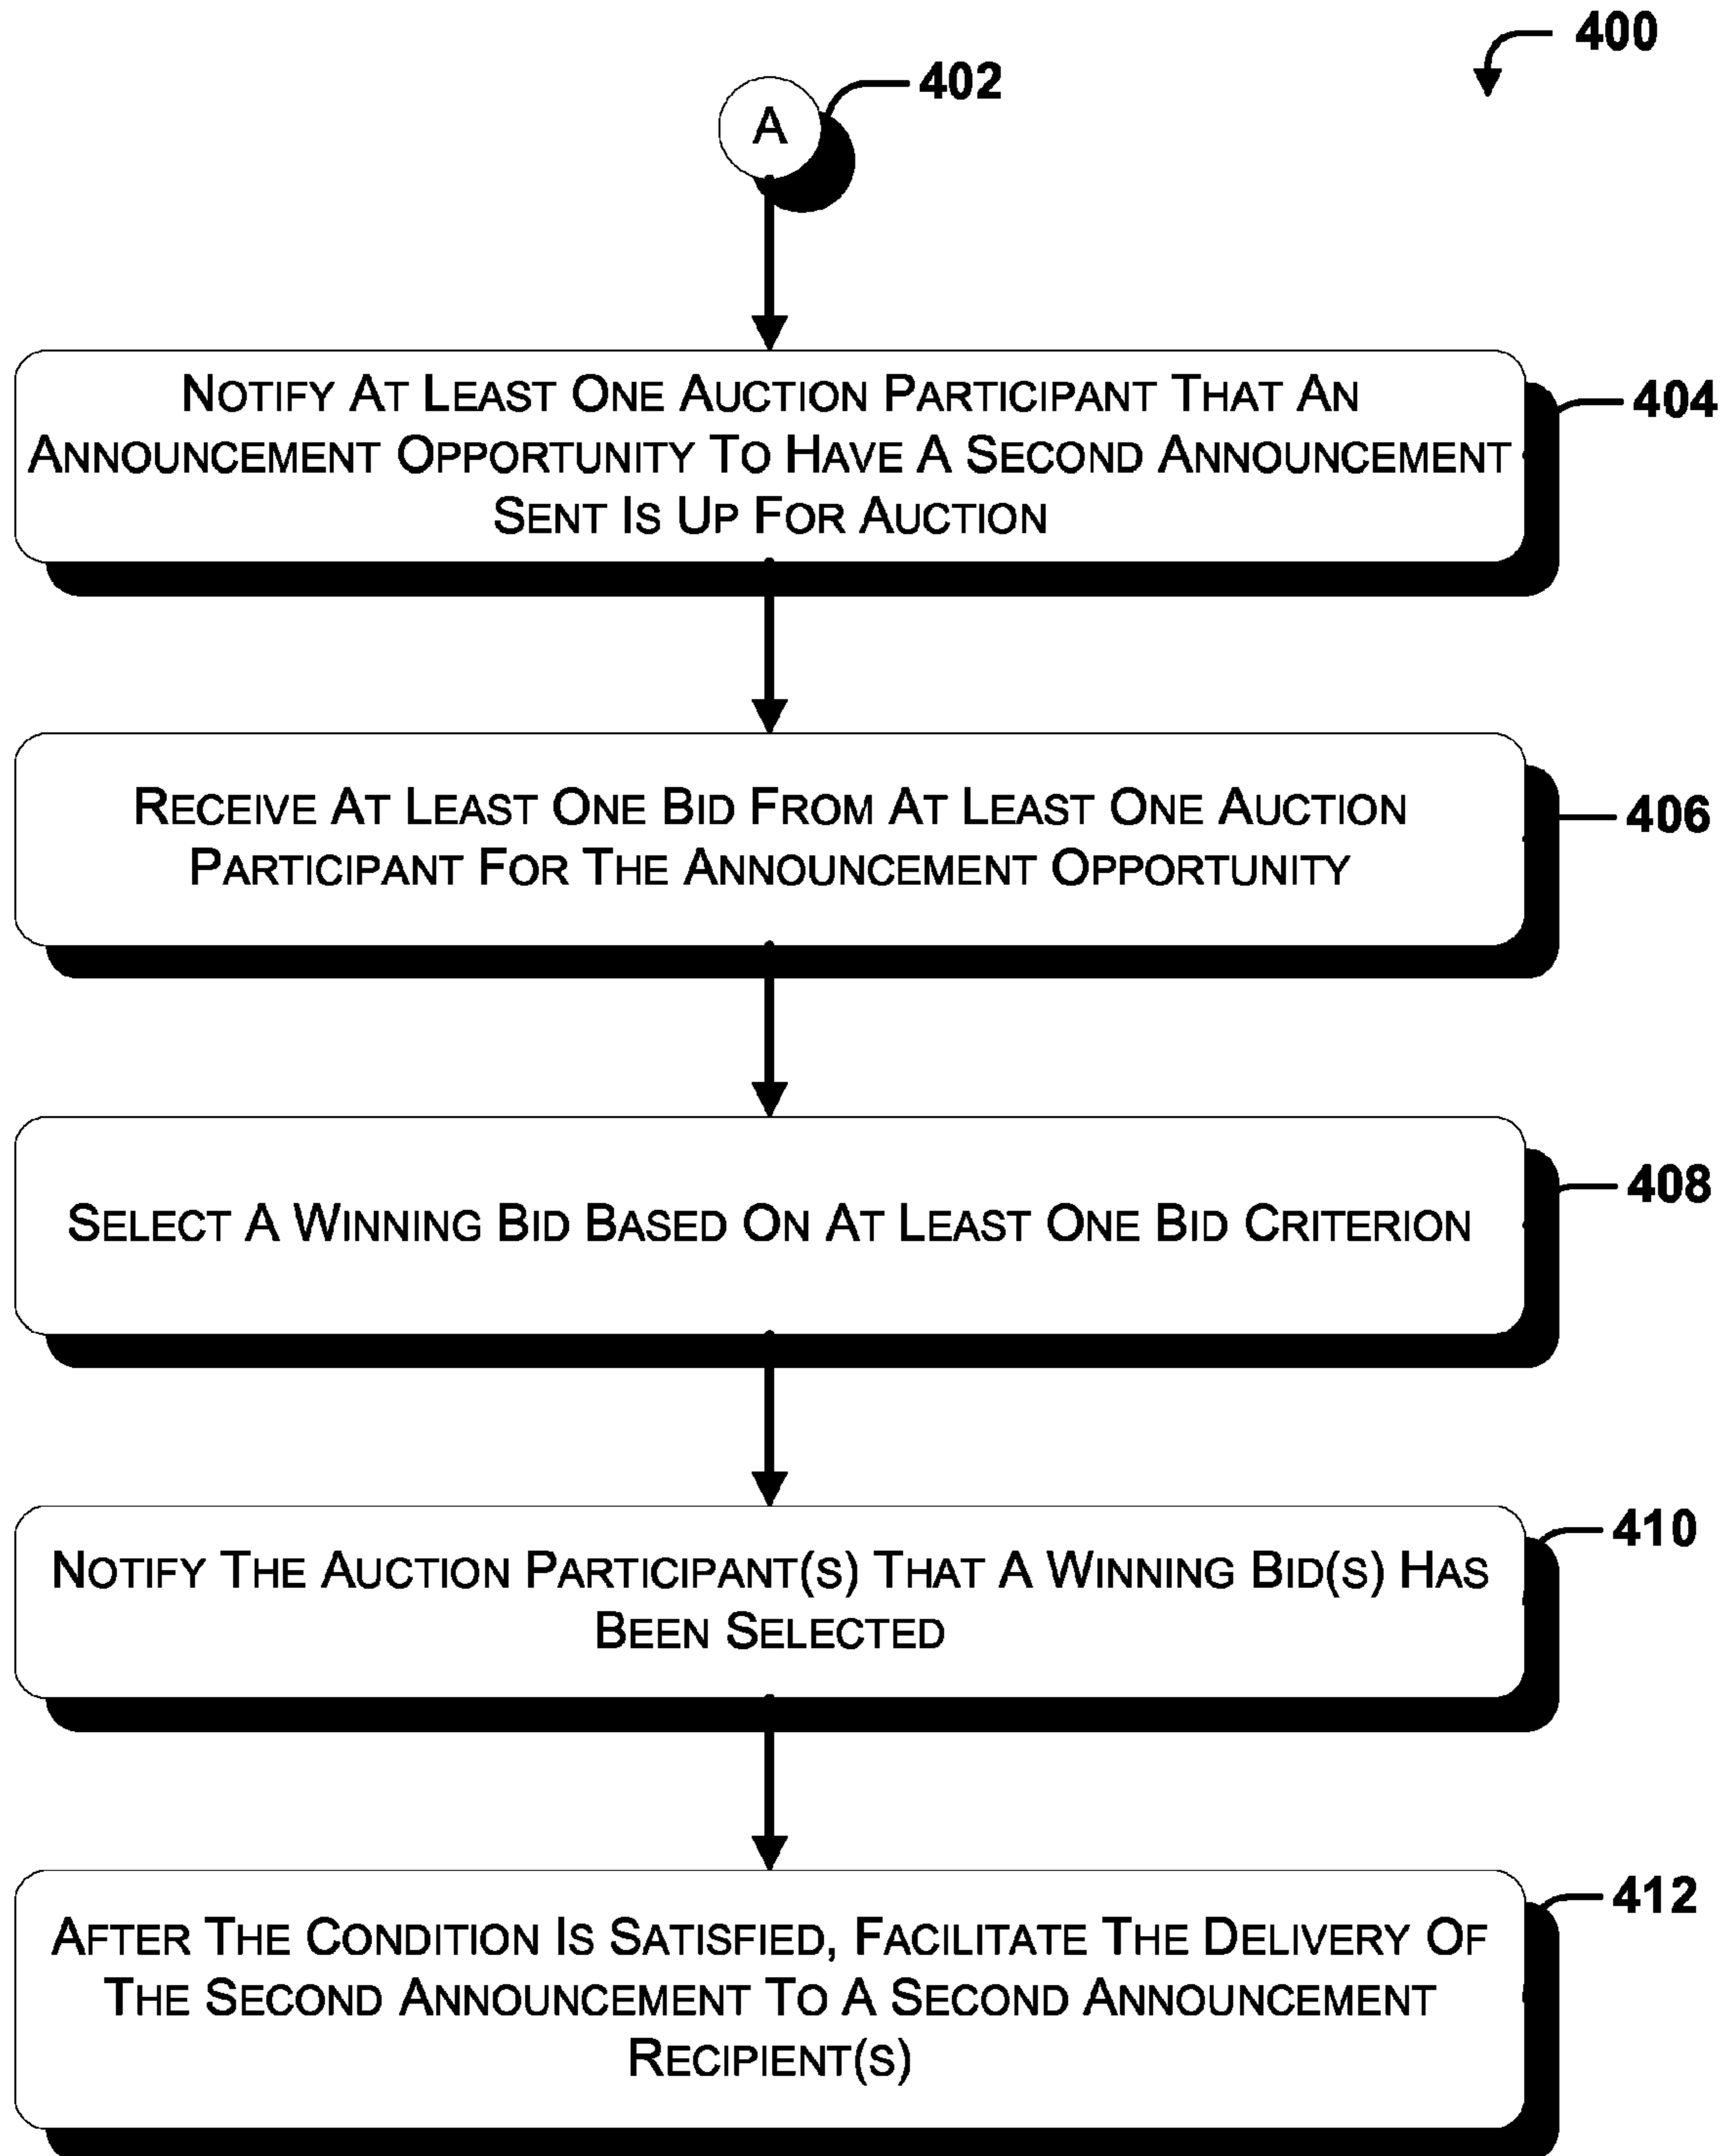 400
402
A
Notify At Least One Auction Participant That An
Announcement Opportunity To Have A Second Announcement
Sent Is Up For Auction
404
Receive At Least One Bid From At Least One Auction
Participant For The Announcement Opportunity
406
Select A Winning Bid Based On At Least One Bid Criterion
408
Notify The Auction Participant(s) That A Winning Bid(s) Has
Been Selected
410
After The Condition Is Satisfied, Facilitate The Delivery Of
The Second Announcement To A Second Announcement
Recipient(s)
412